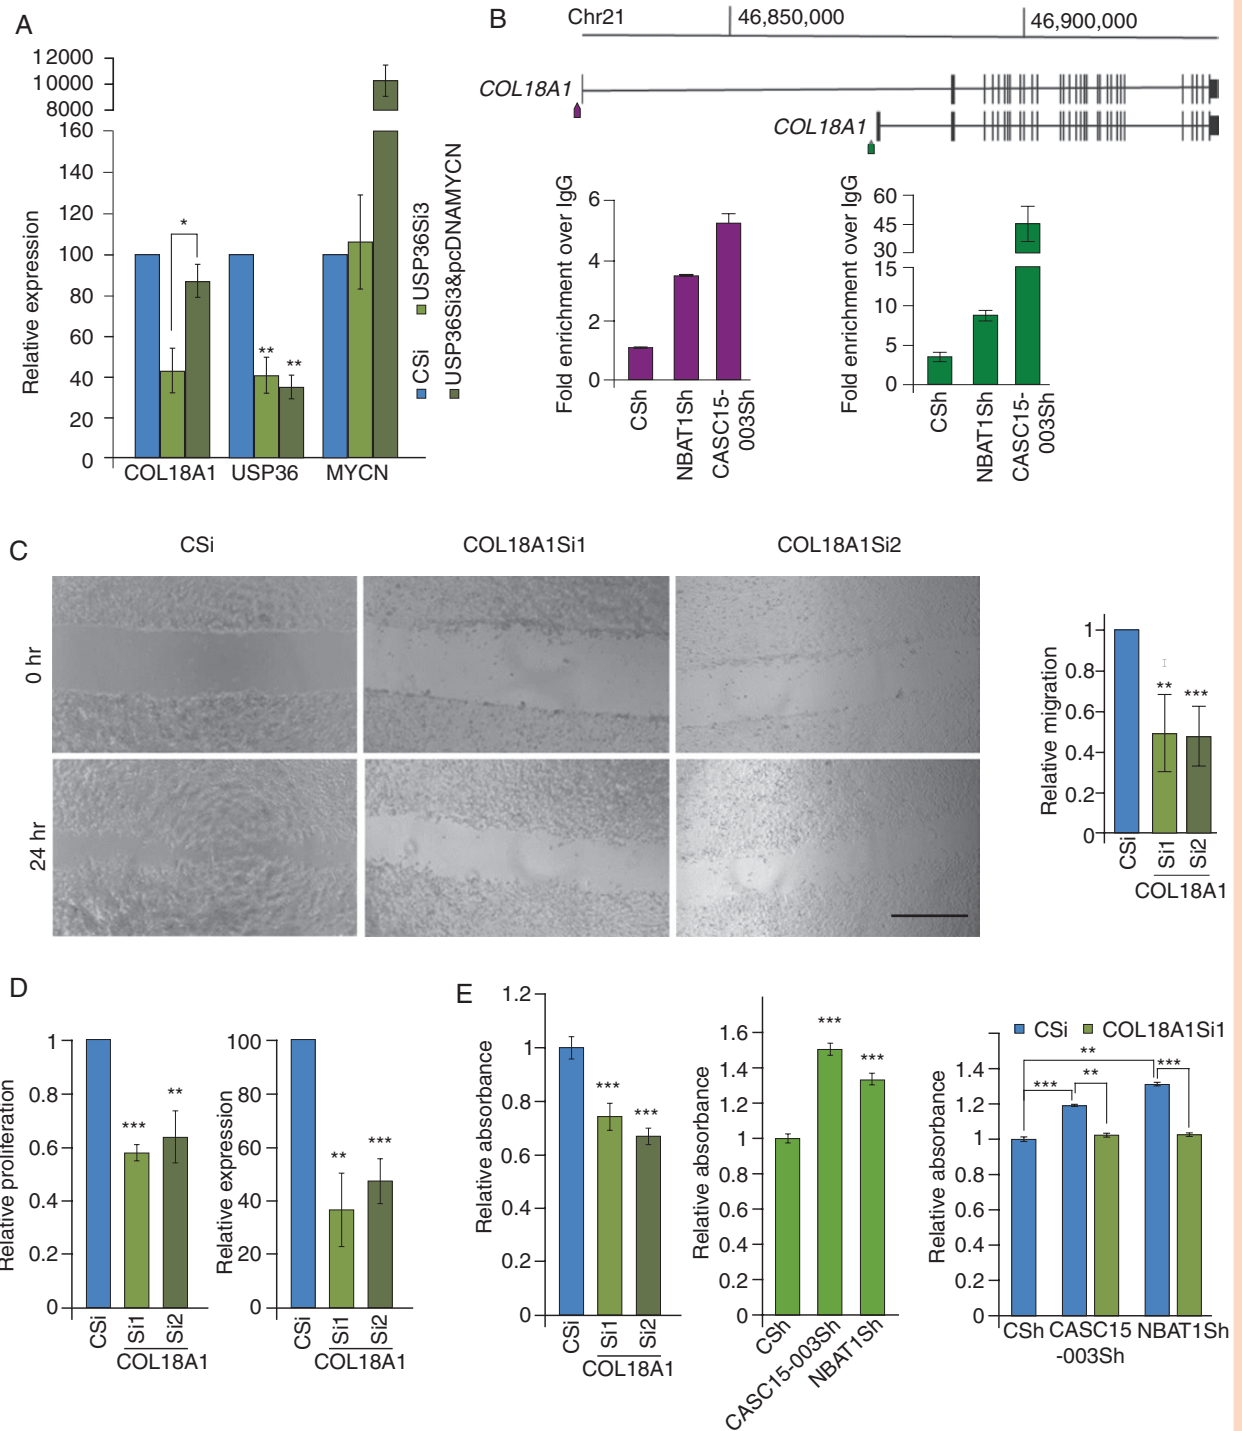 A
12000
10000
8000
160
140
120
100
80
60
40
20
0
Relative expression
*
**
**
COL18A1 USP36 MYCN
CSi
USP36Si3
USP36Si3&pcDNAMYCN
B
Chr21 46,850,000 46,900,000
COL18A1
COL18A1
Fold enrichment over IgG
6
4
2
0
CSh
NBAT1Sh
CASC15-
003Sh
Fold enrichment over IgG
60
45
30
15
10
5
0
CSh
NBAT1Sh
CASC15-
003Sh
C
CSi COL18A1Si1 COL18A1Si2
0 hr
24 hr
Relative migration
1
0.8
0.6
0.4
0.2
0
**
***
CSi
Si1
Si2
COL18A1
D
Relative proliferation
1
0.8
0.6
0.4
0.2
0
***
**
CSi
Si1
Si2
COL18A1
Relative expression
100
80
60
40
20
0
**
***
CSi
Si1
Si2
COL18A1
E
Relative absorbance
1.2
1
0.8
0.6
0.4
0.2
0
***
***
CSi
Si1
Si2
COL18A1
Relative absorbance
1.6
1.4
1.2
1
0.8
0.6
0.4
0.2
0
***
***
CSh
CASC15-003Sh
NBAT1Sh
CSi COL18A1Si1
Relative absorbance
1.4
1.2
1
0.8
0.6
0.4
0.2
0
**
***
**
***
CSh CASC15 NBAT1Sh
-003Sh